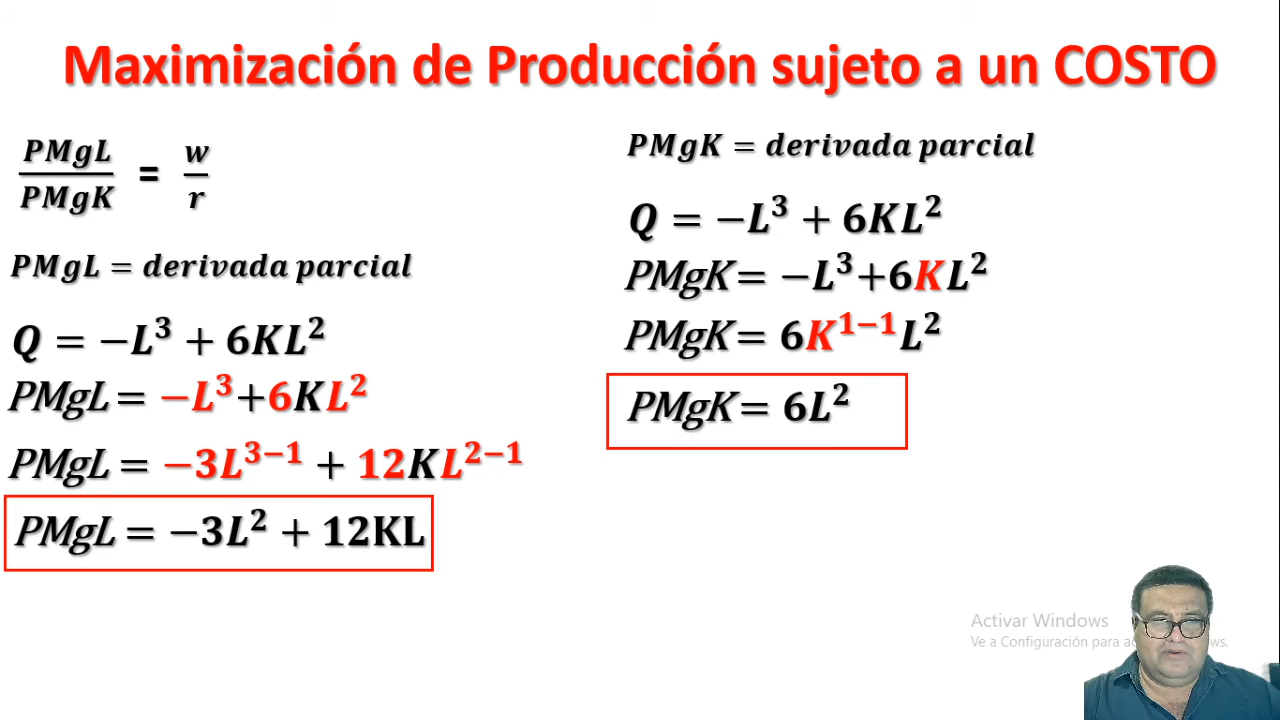 Maximización de Producción sujeto a un COSTO
PMgL / PMgK = w / r
PMgL = derivada parcial
Q = −L³ + 6KL²
PMgL = −L³+6KL²
PMgL = −3L³⁻¹ + 12KL²⁻¹
PMgL = −3L² + 12KL
PMgK = derivada parcial
Q = −L³ + 6KL²
PMgK = −L³+6KL²
PMgK = 6K¹⁻¹L²
PMgK = 6L²
Activar Windows
Ve a Configuración para a ws.